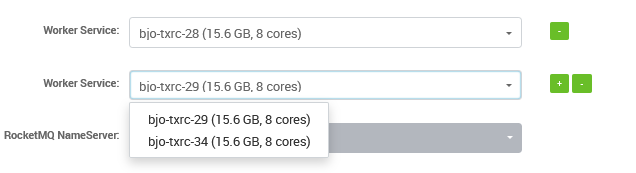 Worker Service:
bjo-txrc-28 (15.6 GB, 8 cores)
-
Worker Service:
bjo-txrc-29 (15.6 GB, 8 cores)
+ -
bjo-txrc-29 (15.6 GB, 8 cores)
bjo-txrc-34 (15.6 GB, 8 cores)
RocketMQ NameServer: